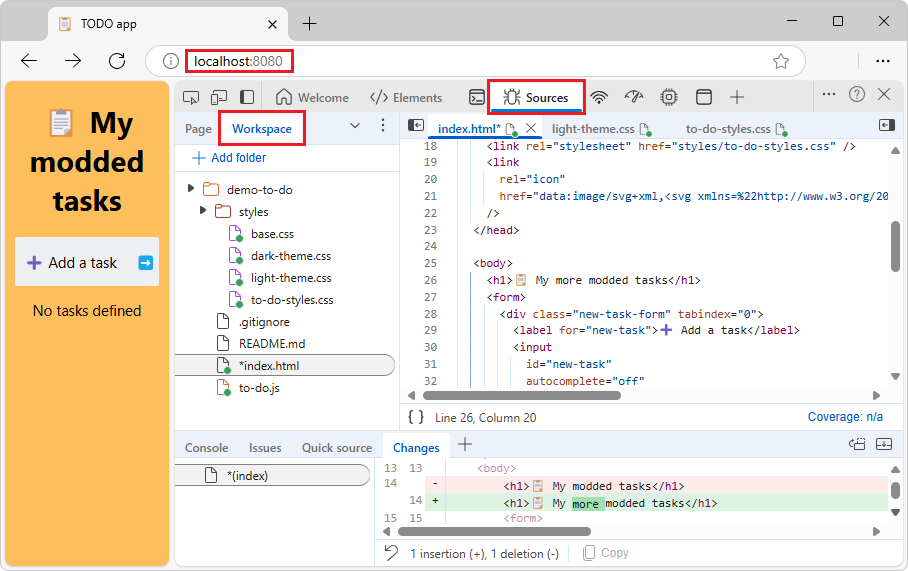 TODO app
localhost:8080
📋 My
modded
tasks
➕ Add a task
No tasks defined
Welcome
Elements
Sources
Page
Workspace
Add folder
demo-to-do
styles
base.css
dark-theme.css
light-theme.css
to-do-styles.css
.gitignore
README.md
*index.html
to-do.js
index.html*
light-theme.css
to-do-styles.css
18 <link rel="stylesheet" href="styles/to-do-styles.css" />
19 <link
20 rel="icon"
21 href="data:image/svg+xml,<svg xmlns=%22http://www.w3.org/20
22 />
23 </head>
24
25 <body>
26 <h1>📋 My more modded tasks</h1>
27 <form>
28 <div class="new-task-form" tabindex="0">
29 <label for="new-task">➕ Add a task</label>
30 <input
31 id="new-task"
32 autocomplete="off"
{ } Line 26, Column 20
Coverage: n/a
Console
Issues
Quick source
Changes
*(index)
13 13 <body>
14 - <h1>📋 My modded tasks</h1>
14 + <h1>📋 My more modded tasks</h1>
15 15 <form>
1 insertion (+), 1 deletion (-)
Copy